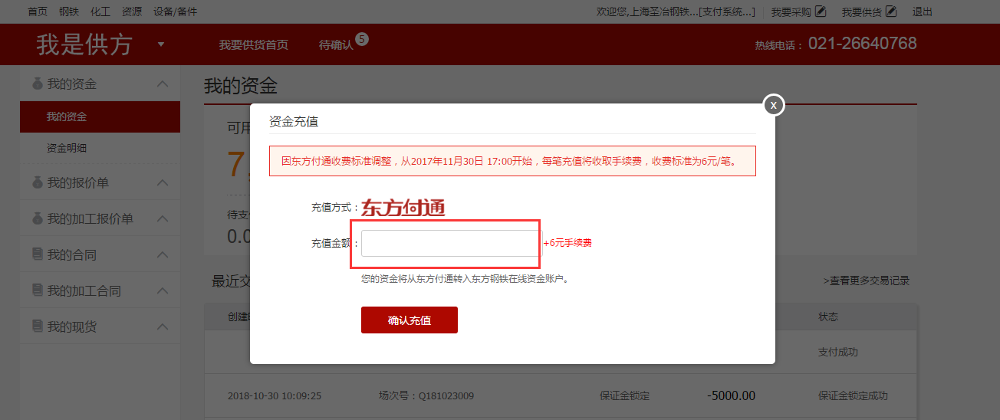 首页 钢铁 化工 资源 设备/备件 欢迎您,上海圣冶钢铁...[支付系统...] 我要采购 我要供货 退出
我是供方 我要供货首页 待确认 5 热线电话： 021-26640768
我的资金
我的资金
资金明细
我的报价单
我的加工报价单
我的合同
我的加工合同
我的现货
我的资金
x
资金充值
可用
7,
因东方付通收费标准调整，从2017年11月30日 17:00开始，每笔充值将收取手续费，收费标准为6元/笔。
充值方式：东方付通
待支
0.0
充值金额： +6元手续费
您的资金将从东方付通转入东方钢铁在线资金账户。
确认充值
最近交 >查看更多交易记录
创建 状态
支付成功
2018-10-30 10:09:25 场次号：Q181023009 保证金锁定 -5000.00 保证金锁定成功